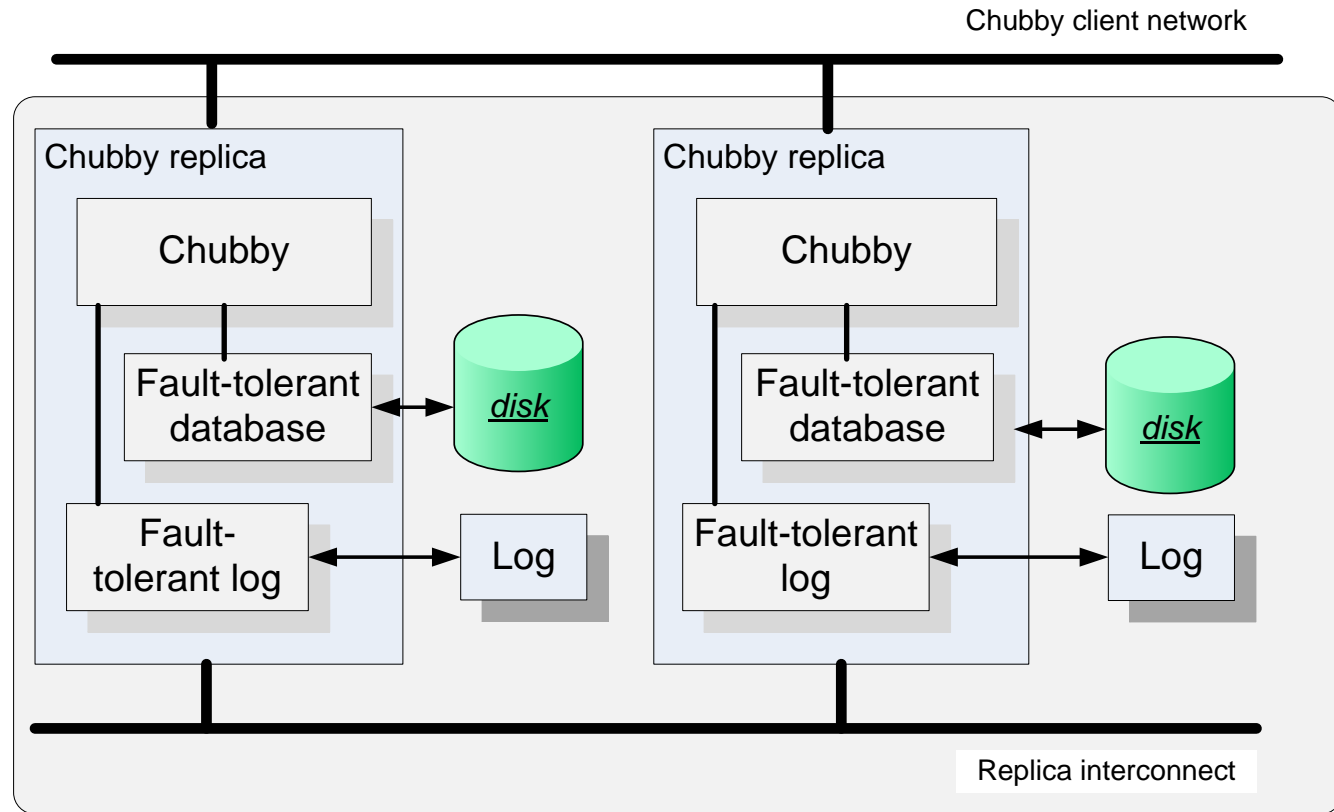 Chubby client network
Chubby replica
Chubby
Fault-tolerant
database
disk
Fault-
tolerant log
Log
Chubby replica
Chubby
Fault-tolerant
database
disk
Fault-tolerant
log
Log
Replica interconnect